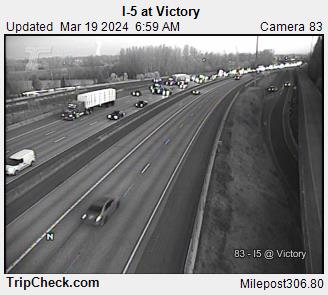 I-5 at Victory
Updated Mar 19 2024 6:59 AM Camera 83
N
83 - I5 @ Victory
TripCheck.com Milepost306.80